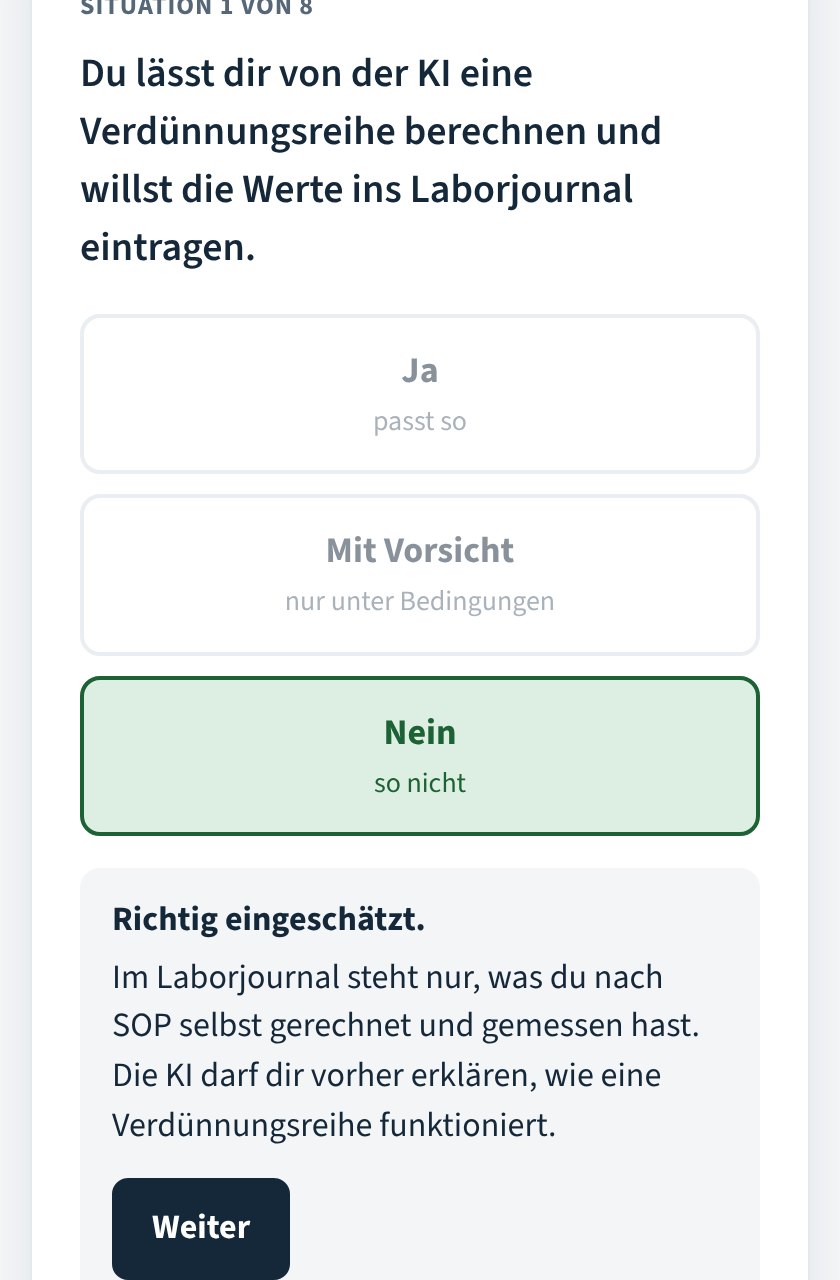 SITUATION 1 VON 8
Du lässt dir von der KI eine
Verdünnungsreihe berechnen und
willst die Werte ins Laborjournal
eintragen.
Ja
passt so
Mit Vorsicht
nur unter Bedingungen
Nein
so nicht
Richtig eingeschätzt.
Im Laborjournal steht nur, was du nach
SOP selbst gerechnet und gemessen hast.
Die KI darf dir vorher erklären, wie eine
Verdünnungsreihe funktioniert.
Weiter